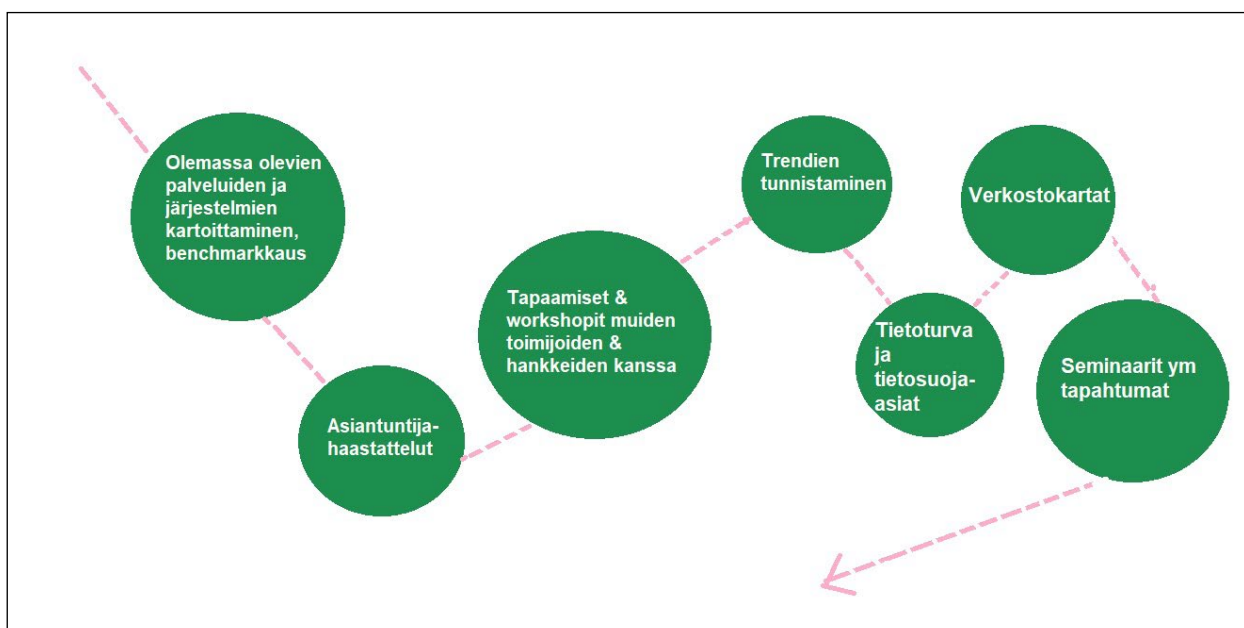 Olemassa olevien
palveluiden ja
järjestelmien
kartoittaminen,
benchmarkkaus
Asiantuntija-
haastattelut
Tapaamiset &
workshopit muiden
toimijoiden &
hankkeiden kanssa
Trendien
tunnistaminen
Tietoturva
ja
tietosuoja-
asiat
Verkostokartat
Seminaarit ym
tapahtumat